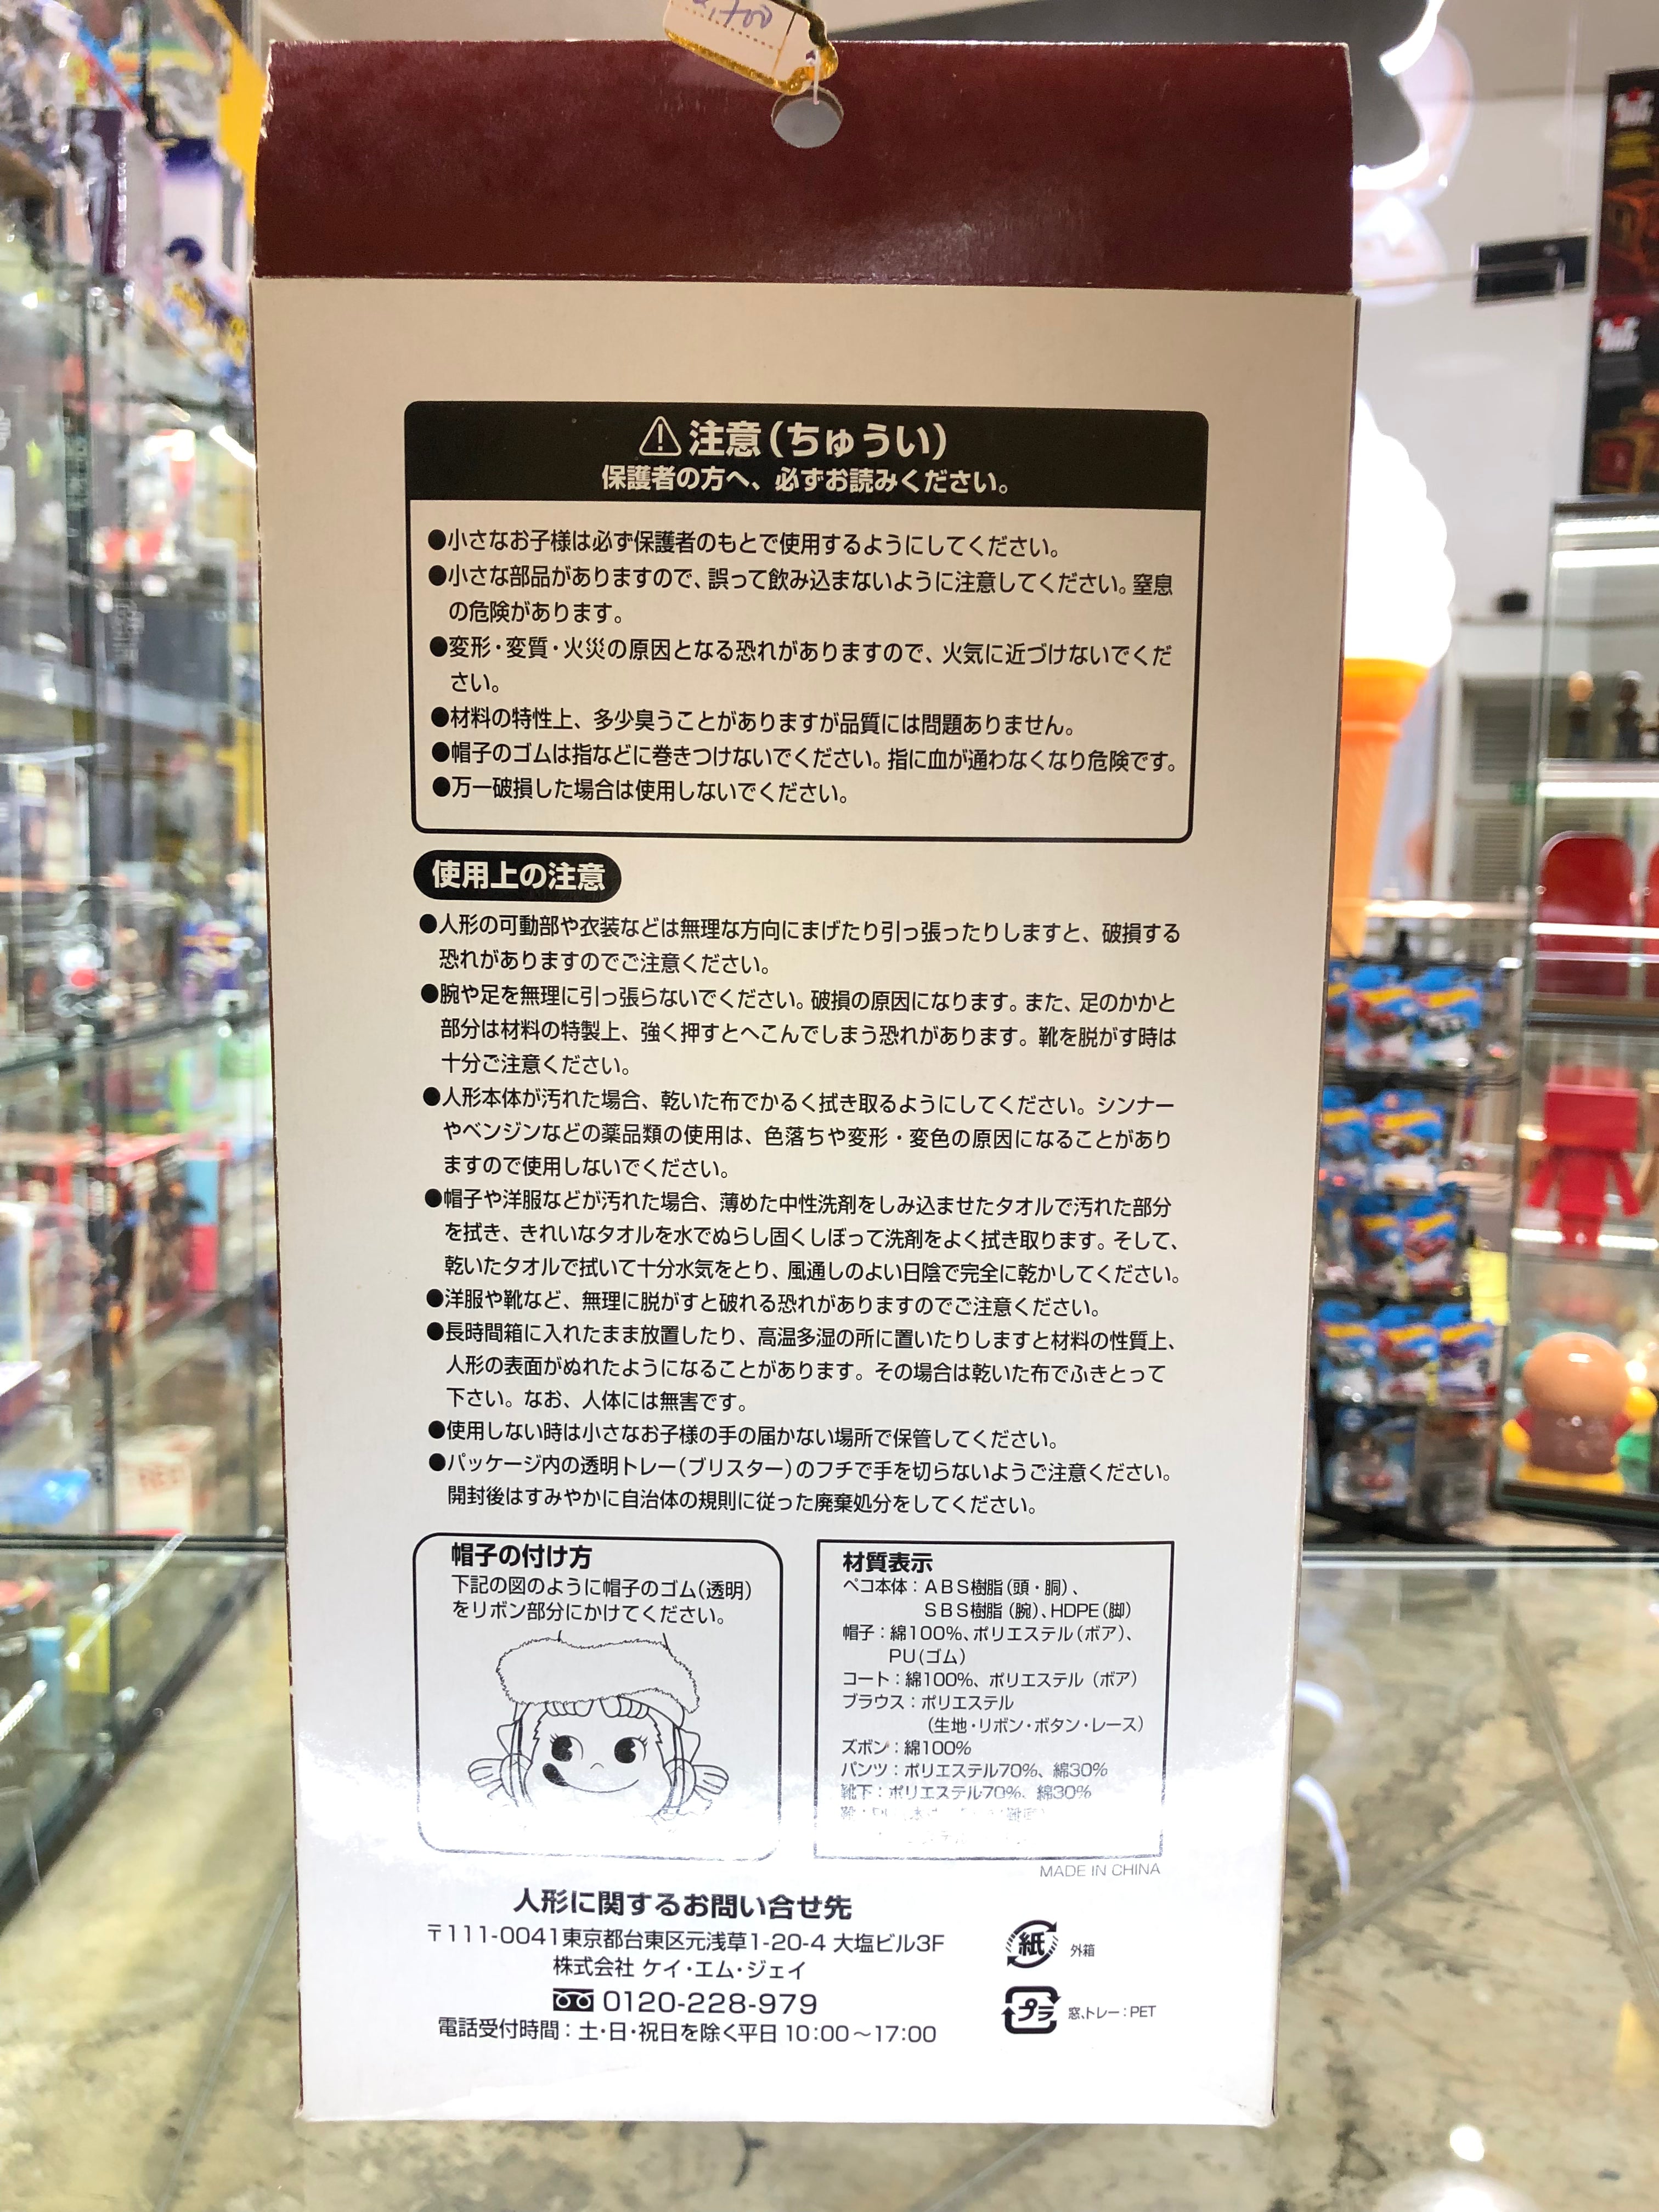 注意(ちゅうい)
保護者の方へ、必ずお読みください。
●小さなお子様は必ず保護者のもとで使用するようにしてください。
●小さな部品がありますので、誤って飲み込まないように注意してください。窒息
の危険があります。
●変形・変質・火災の原因となる恐れがありますので、火気に近づけないでくだ
さい。
●材料の特性上、多少臭うことがありますが品質には問題ありません。
●帽子のゴムは指などに巻きつけないでください。指に血が通わなくなり危険です。
●万一破損した場合は使用しないでください。
使用上の注意
●人形の可動部や衣装などは無理な方向にまげたり引っ張ったりしますと、破損する
恐れがありますのでご注意ください。
●腕や足を無理に引っ張らないでください。破損の原因になります。また、足のかかと
部分は材料の特製上、強く押すとへこんでしまう恐れがあります。靴を脱がす時は
十分ご注意ください。
●人形本体が汚れた場合、乾いた布でかるく拭き取るようにしてください。シンナー
やベンジンなどの薬品類の使用は、色落ちや変形・変色の原因になることがあり
ますので使用しないでください。
●帽子や洋服などが汚れた場合、薄めた中性洗剤をしみ込ませたタオルで汚れた部分
を拭き、きれいなタオルを水でぬらし固くしぼって洗剤をよく拭き取ります。そして、
乾いたタオルで拭いて十分水気をとり、風通しのよい日陰で完全に乾かしてください。
●洋服や靴など、無理に脱がすと破れる恐れがありますのでご注意ください。
●長時間箱に入れたまま放置したり、高温多湿の所に置いたりしますと材料の性質上、
人形の表面がぬれたようになることがあります。その場合は乾いた布でふきとって
下さい。なお、人体には無害です。
●使用しない時は小さなお子様の手の届かない場所で保管してください。
●パッケージ内の透明トレー(ブリスター)のフチで手を切らないようご注意ください。
開封後はすみやかに自治体の規則に従った廃棄処分をしてください。
帽子の付け方
下記の図のように帽子のゴム(透明)
をリボン部分にかけてください。
材質表示
ペコ本体：ABS樹脂(頭・胴)、
SBS樹脂(腕)、HDPE(脚)
帽子：綿100%、ポリエステル(ボア)、
PU(ゴム)
コート：綿100%、ポリエステル(ボア)
ブラウス：ポリエステル
(生地・リボン・ボタン・レース)
ズボン：綿100%
パンツ：ポリエステル70%、綿30%
靴下：ポリエステル70%、綿30%
MADE IN CHINA
人形に関するお問い合せ先
〒111-0041東京都台東区元浅草1-20-4 大塩ビル3F
株式会社 ケイ・エム・ジェイ
0120-228-979
電話受付時間：土・日・祝日を除く平日 10:00～17:00
紙 外箱
プラ 窓、トレー：PET